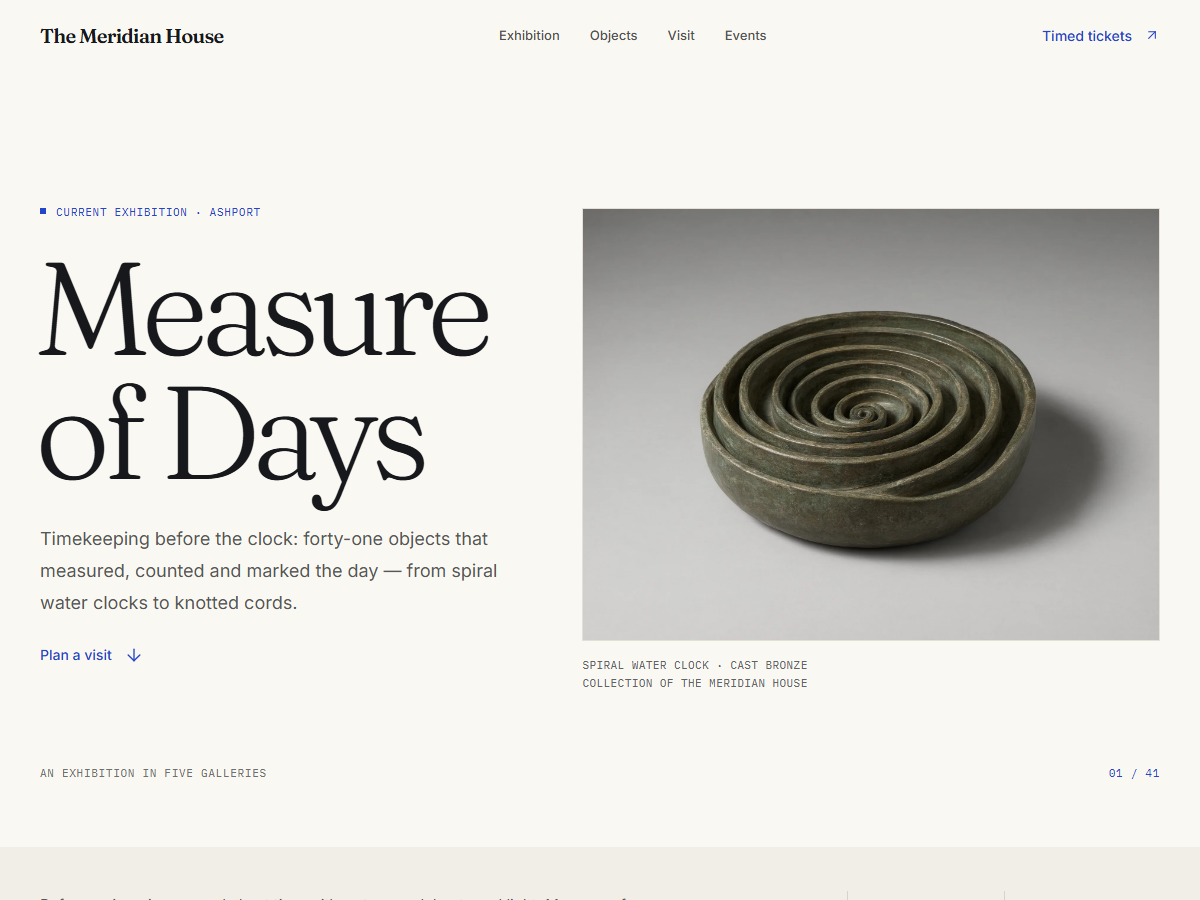 The Meridian House
Exhibition
Objects
Visit
Events
Timed tickets
CURRENT EXHIBITION · ASHPORT
Measure
of Days
Timekeeping before the clock: forty-one objects that
measured, counted and marked the day — from spiral
water clocks to knotted cords.
Plan a visit
SPIRAL WATER CLOCK · CAST BRONZE
COLLECTION OF THE MERIDIAN HOUSE
AN EXHIBITION IN FIVE GALLERIES
01 / 41